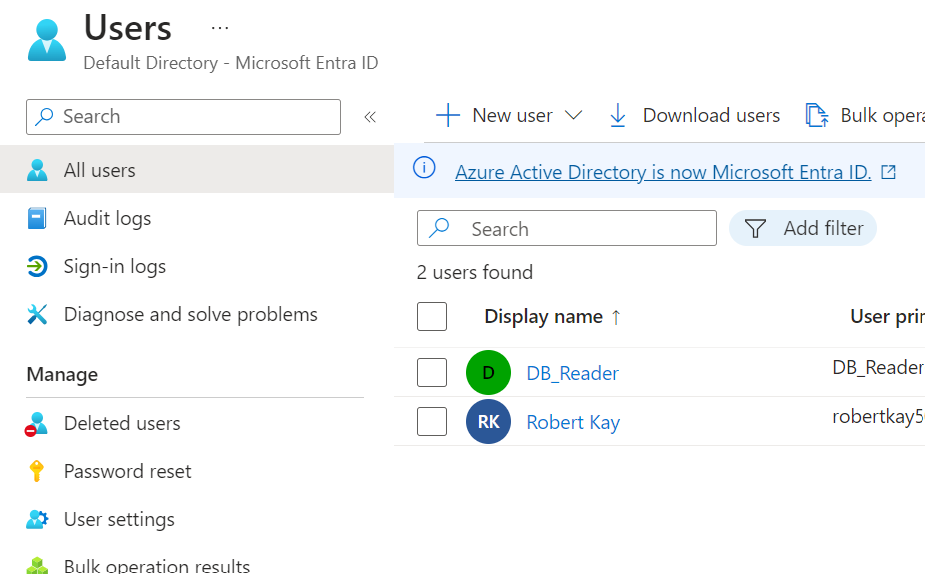 Users ...
Default Directory - Microsoft Entra ID
Search «
All users
Audit logs
Sign-in logs
Diagnose and solve problems
Manage
Deleted users
Password reset
User settings
Bulk operation results
New user Download users Bulk opera
Azure Active Directory is now Microsoft Entra ID.
Search Add filter
2 users found
Display name ↑ User prin
D DB_Reader DB_Reader
RK Robert Kay robertkay5